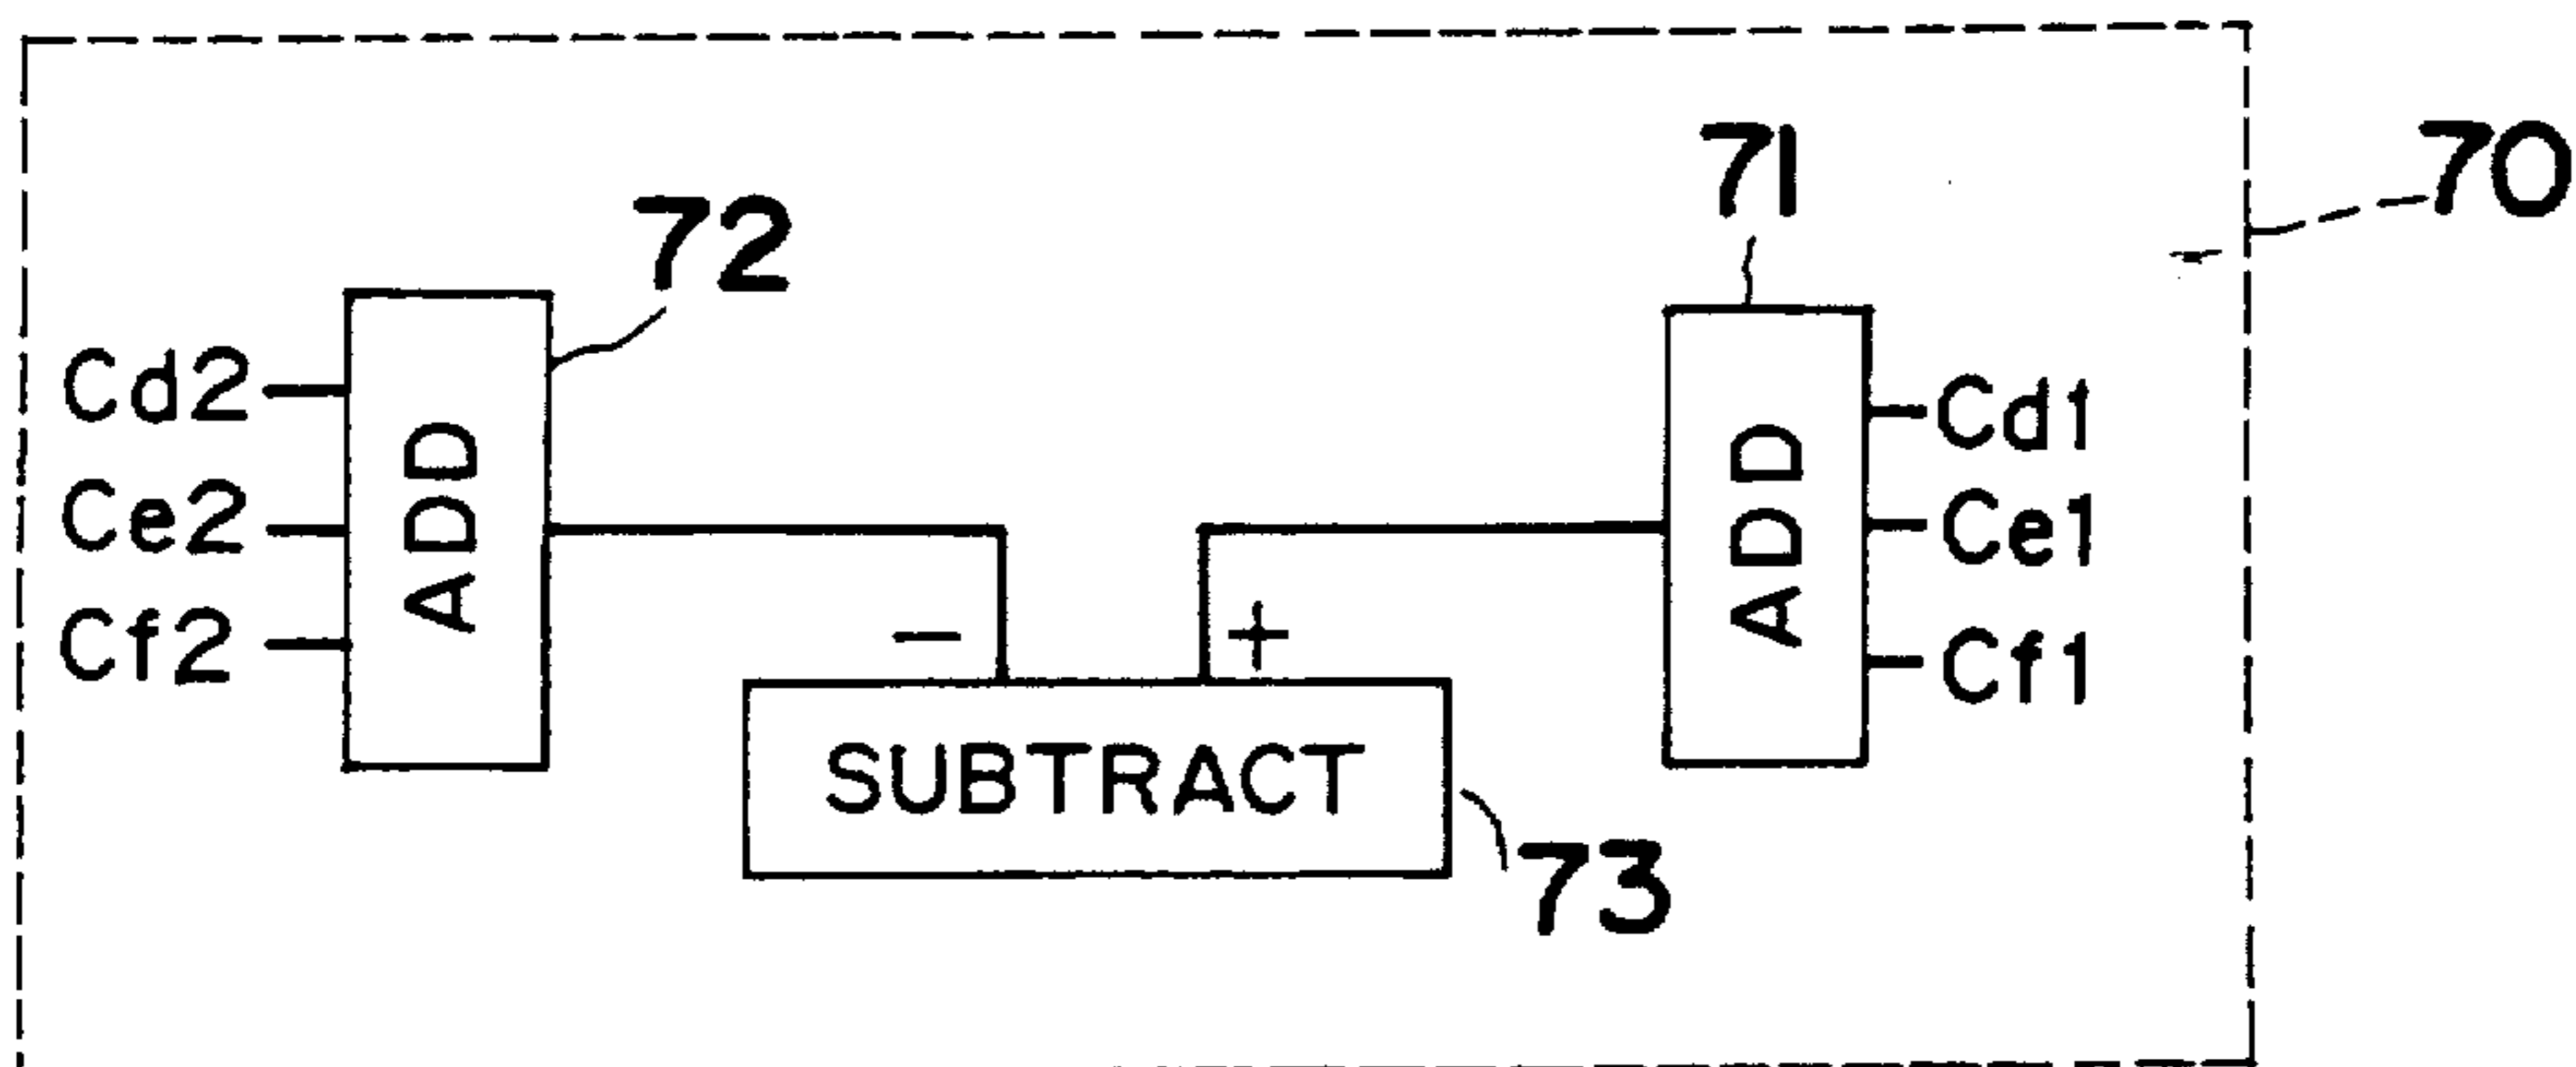 70
71
72
Cd2
Ce2
Cf2
ADD
ADD
Cd1
Ce1
Cf1
− +
SUBTRACT
73